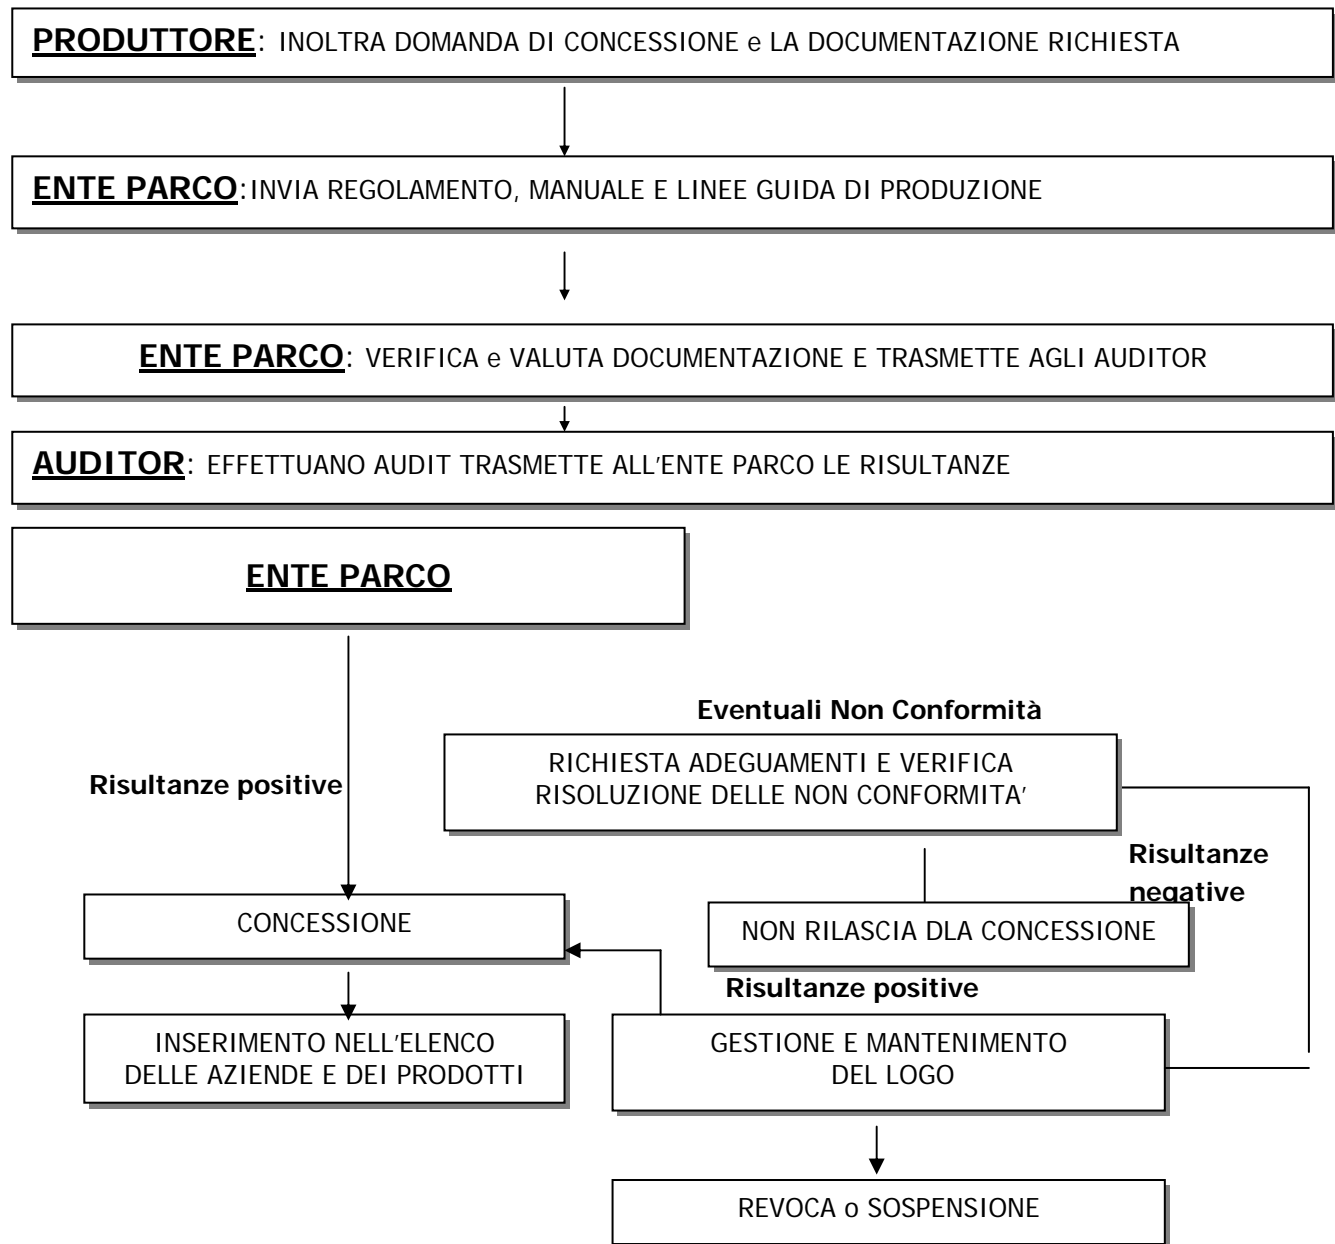 PRODUTTORE: INOLTRA DOMANDA DI CONCESSIONE e LA DOCUMENTAZIONE RICHIESTA
ENTE PARCO:INVIA REGOLAMENTO, MANUALE E LINEE GUIDA DI PRODUZIONE
ENTE PARCO: VERIFICA e VALUTA DOCUMENTAZIONE E TRASMETTE AGLI AUDITOR
AUDITOR: EFFETTUANO AUDIT TRASMETTE ALL'ENTE PARCO LE RISULTANZE
ENTE PARCO
Eventuali Non Conformità
RICHIESTA ADEGUAMENTI E VERIFICA
RISOLUZIONE DELLE NON CONFORMITA'
Risultanze positive
Risultanze
negative
CONCESSIONE
NON RILASCIA DLA CONCESSIONE
Risultanze positive
INSERIMENTO NELL'ELENCO
DELLE AZIENDE E DEI PRODOTTI
GESTIONE E MANTENIMENTO
DEL LOGO
REVOCA o SOSPENSIONE